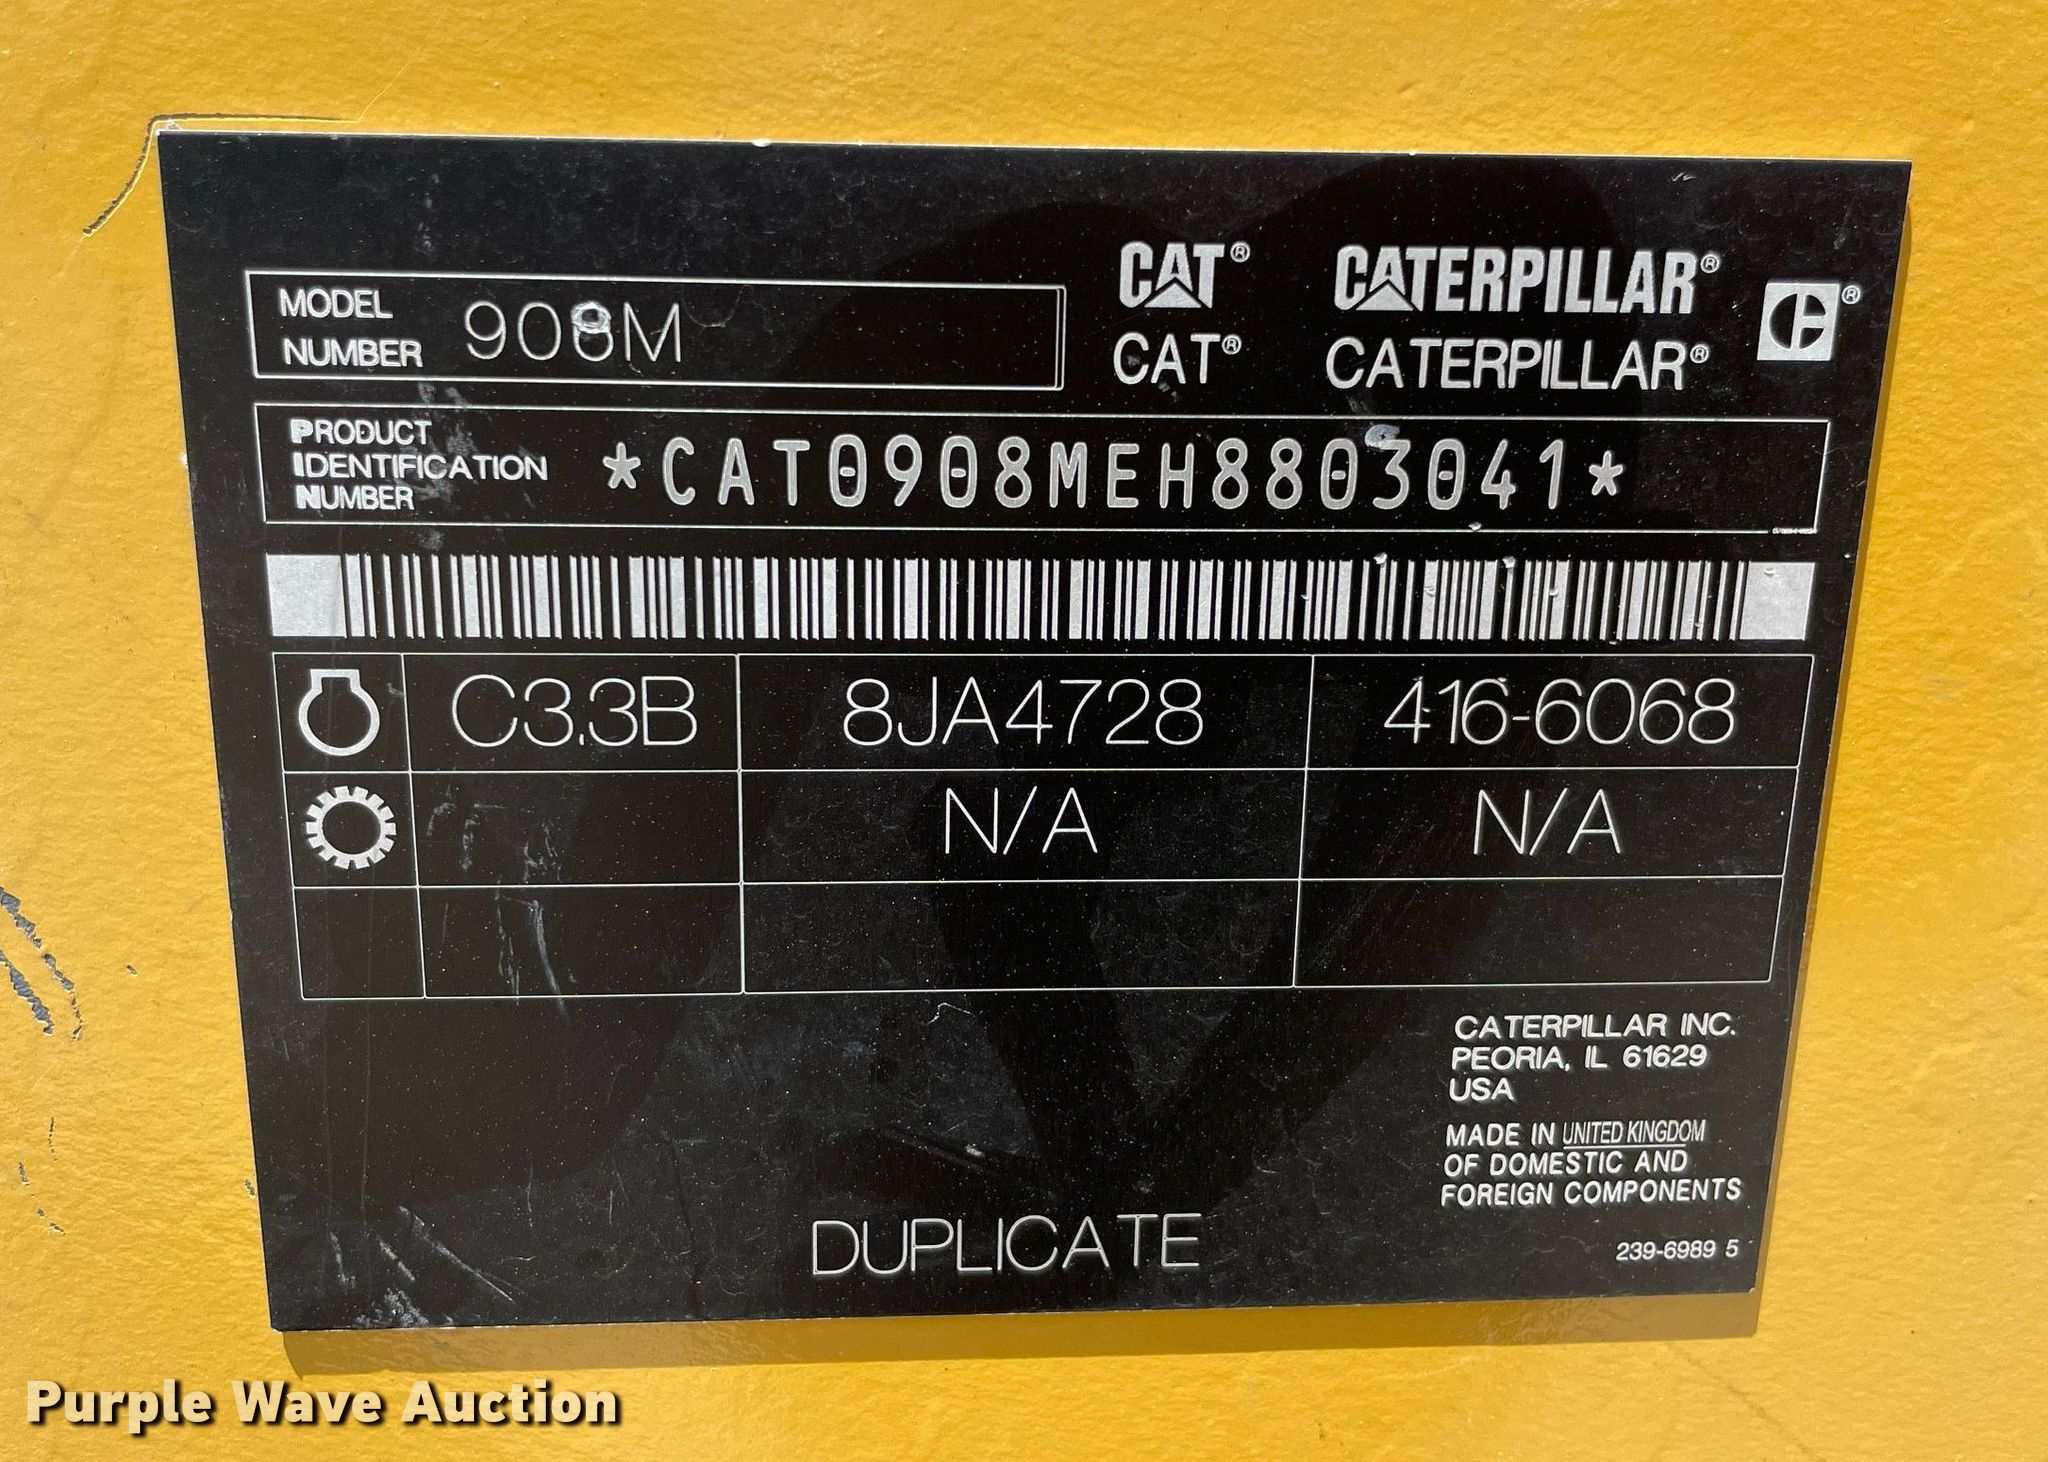 CAT® CATERPILLAR®
MODEL
NUMBER 908M
CAT® CATERPILLAR®
PRODUCT
IDENTIFICATION
NUMBER
*CAT0908MEH8803041*
C3.3B 8JA4728 416-6068
N/A N/A
CATERPILLAR INC.
PEORIA, IL 61629
USA
MADE IN UNITED KINGDOM
OF DOMESTIC AND
FOREIGN COMPONENTS
DUPLICATE
239-6989 5
Purple Wave Auction